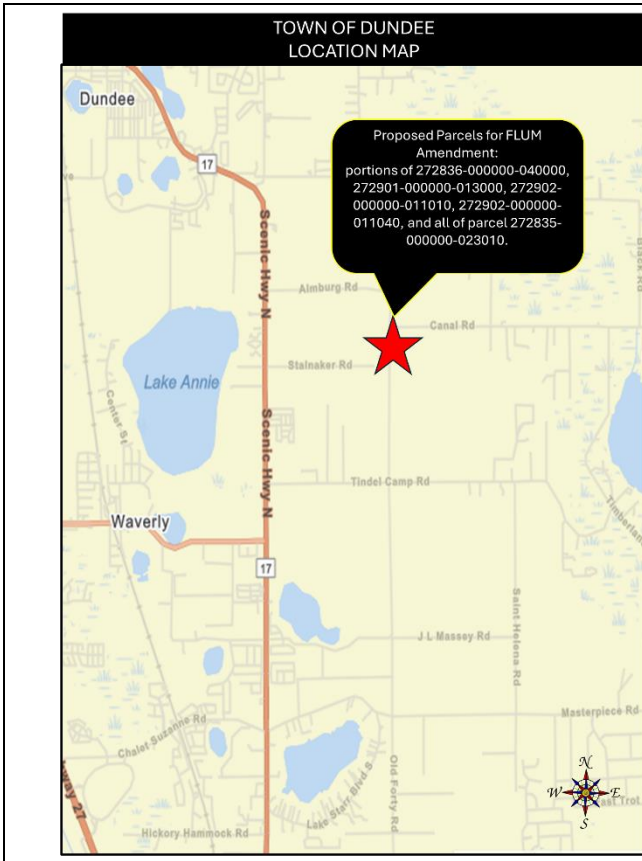 TOWN OF DUNDEE
LOCATION MAP
Dundee
17
Proposed Parcels for FLUM
Amendment:
portions of 272836-000000-040000,
272901-000000-013000, 272902-
000000-011010, 272902-000000-
011040, and all of parcel 272835-
000000-023010.
Scenic Hwy N
Almburg Rd
Canal Rd
Black Rd
Stalnaker Rd
Lake Annie
Center St
Scenic Hwy N
Tindel Camp Rd
Waverly
17
Saint Helena Rd
J L Massey Rd
Masterpiece Rd
Chalet Suzanne Rd
Old Forty Rd
Lake Starr Blvd S
Hickory Hammock Rd
N
W
E
S